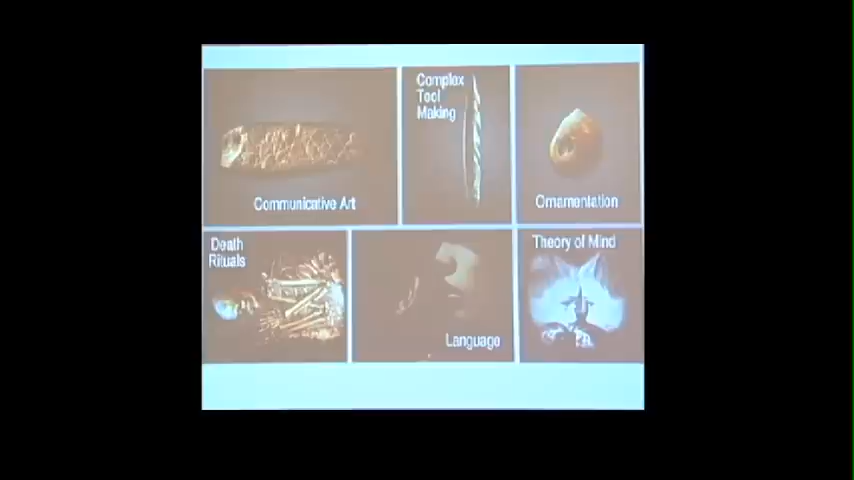 Communicative Art
Complex
Tool
Making
Ornamentation
Death
Rituals
Language
Theory of Mind